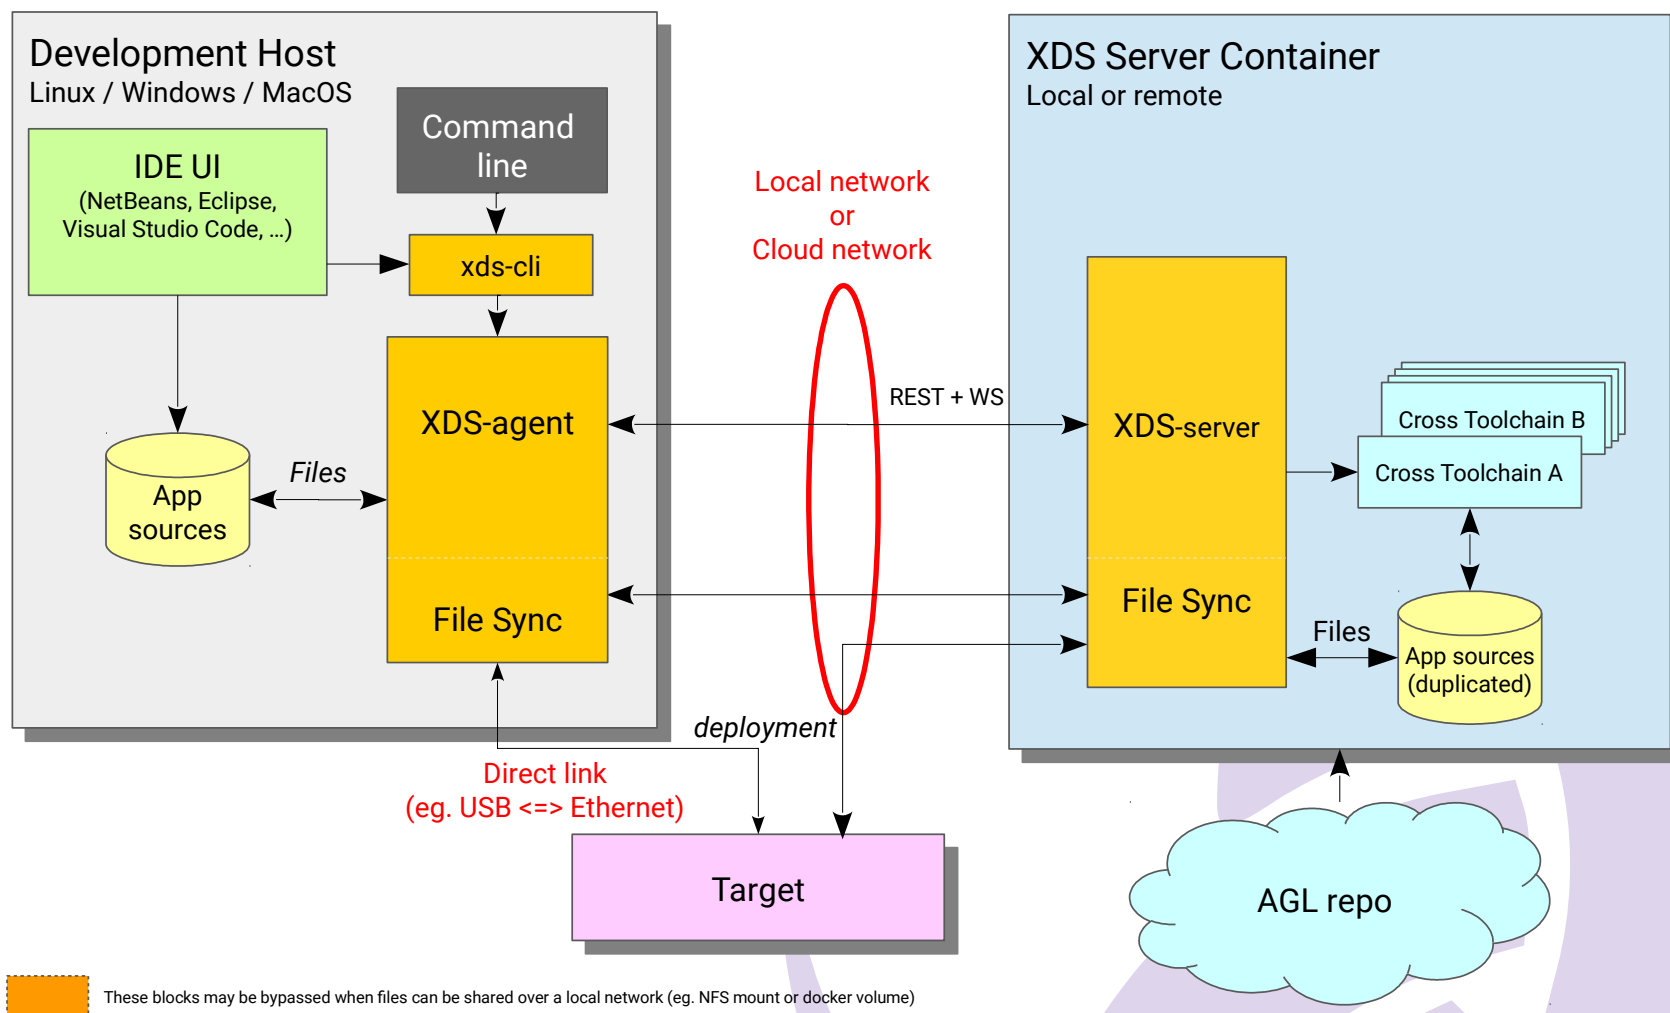 Development Host
Linux / Windows / MacOS
IDE UI
(NetBeans, Eclipse,
Visual Studio Code, ...)
Command
line
xds-cli
XDS-agent
File Sync
Files
App
sources
Local network
or
Cloud network
REST + WS
XDS Server Container
Local or remote
XDS-server
File Sync
Cross Toolchain B
Cross Toolchain A
Files
App sources
(duplicated)
deployment
Direct link
(eg. USB <=> Ethernet)
Target
AGL repo
These blocks may be bypassed when files can be shared over a local network (eg. NFS mount or docker volume)